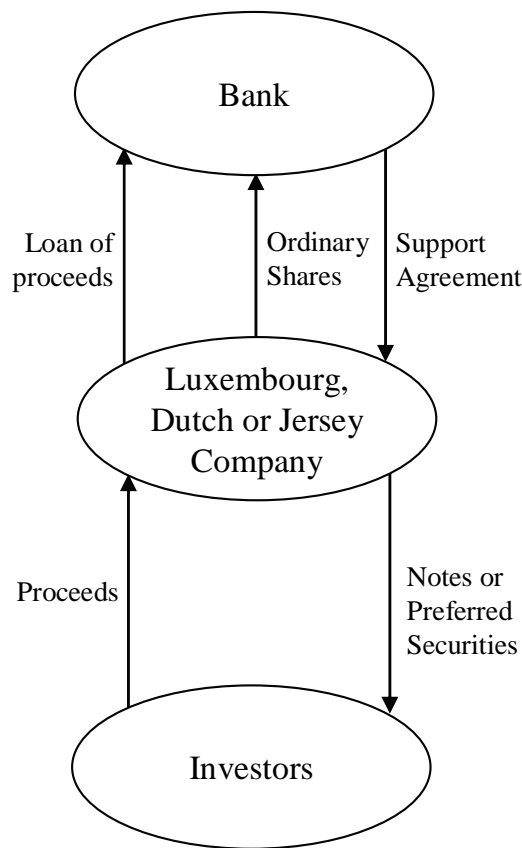 Bank
Loan of
proceeds
Ordinary
Shares
Support
Agreement
Luxembourg,
Dutch or Jersey
Company
Proceeds
Notes or
Preferred
Securities
Investors